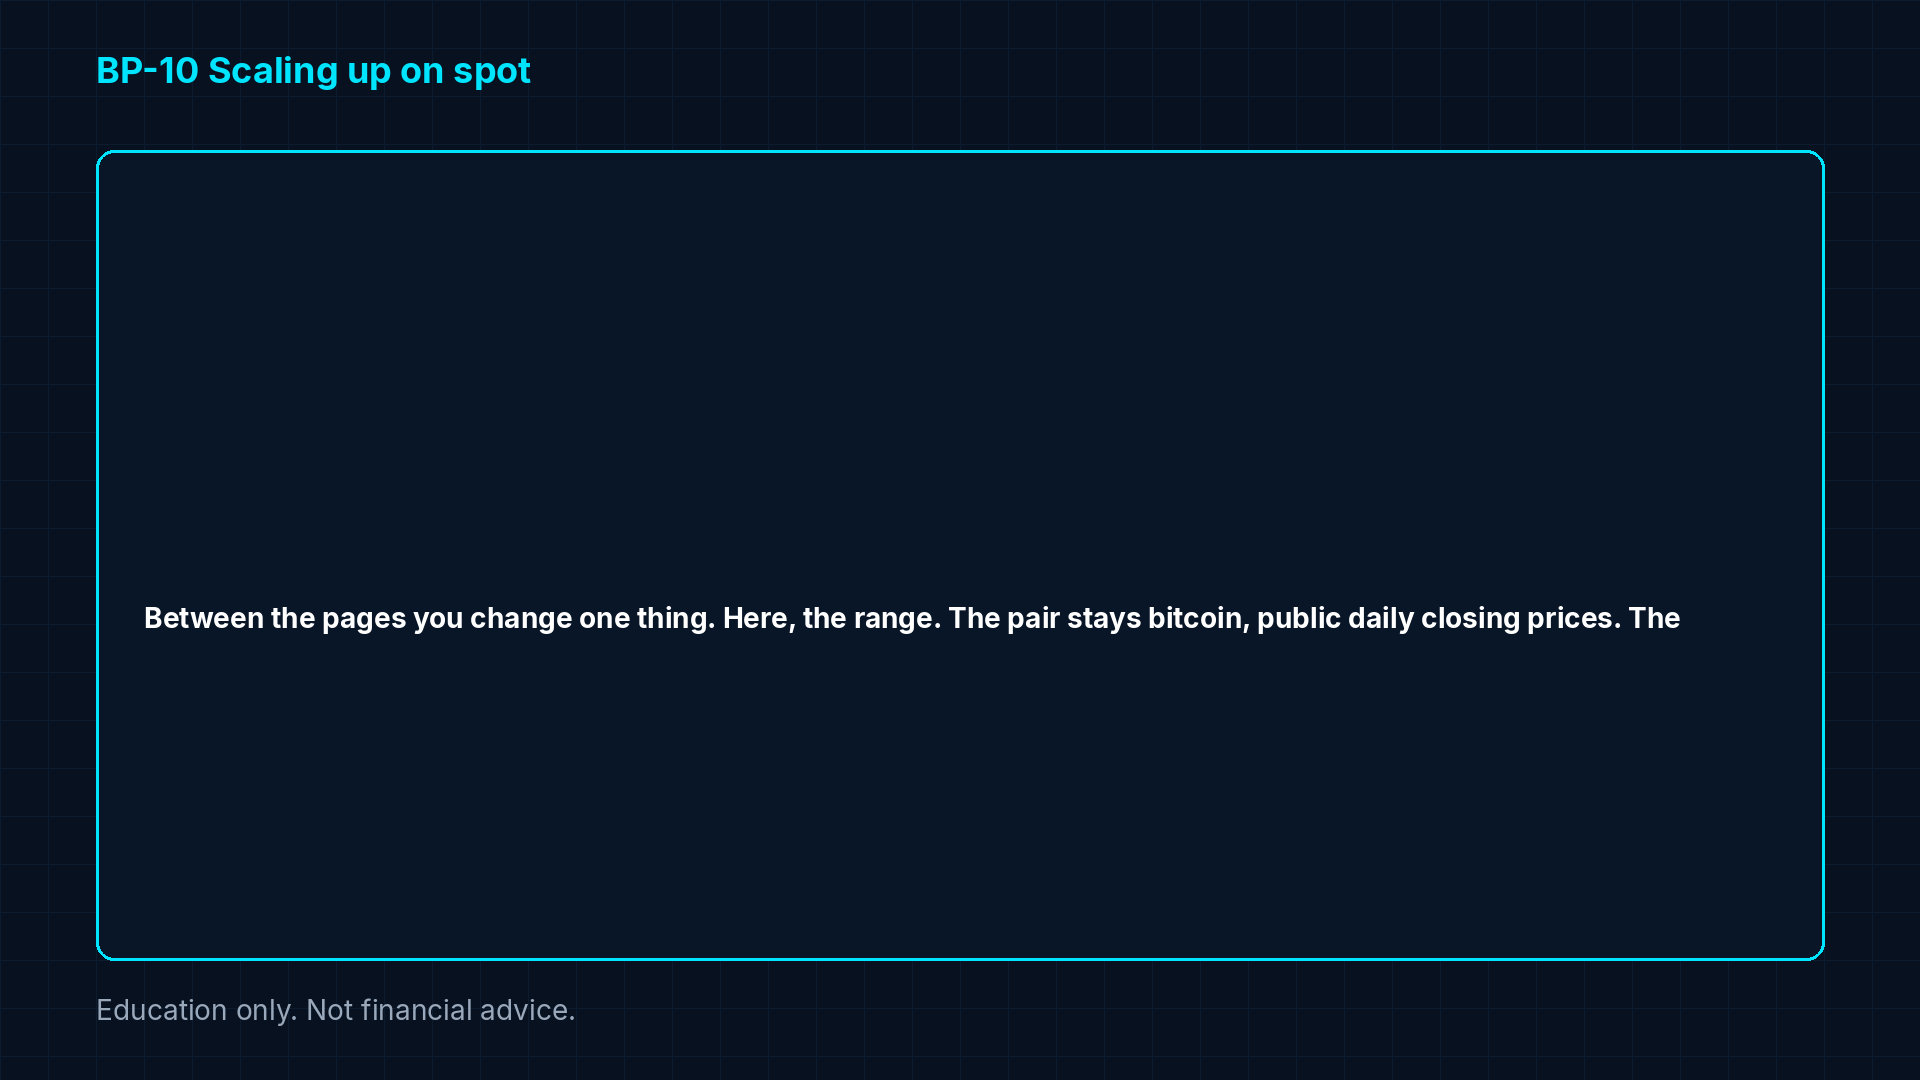 BP-10 Scaling up on spot
Between the pages you change one thing. Here, the range. The pair stays bitcoin, public daily closing prices. The
Education only. Not financial advice.